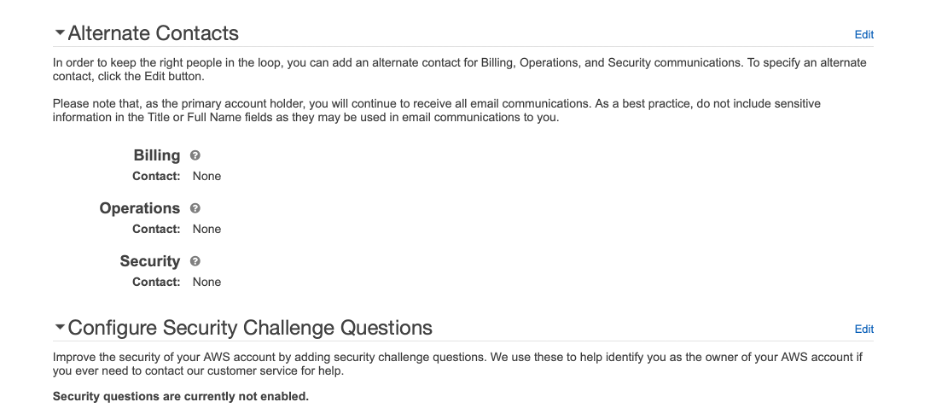 Alternate Contacts Edit
In order to keep the right people in the loop, you can add an alternate contact for Billing, Operations, and Security communications. To specify an alternate
contact, click the Edit button.
Please note that, as the primary account holder, you will continue to receive all email communications. As a best practice, do not include sensitive
information in the Title or Full Name fields as they may be used in email communications to you.
Billing ?
Contact: None
Operations ?
Contact: None
Security ?
Contact: None
Configure Security Challenge Questions Edit
Improve the security of your AWS account by adding security challenge questions. We use these to help identify you as the owner of your AWS account if
you ever need to contact our customer service for help.
Security questions are currently not enabled.